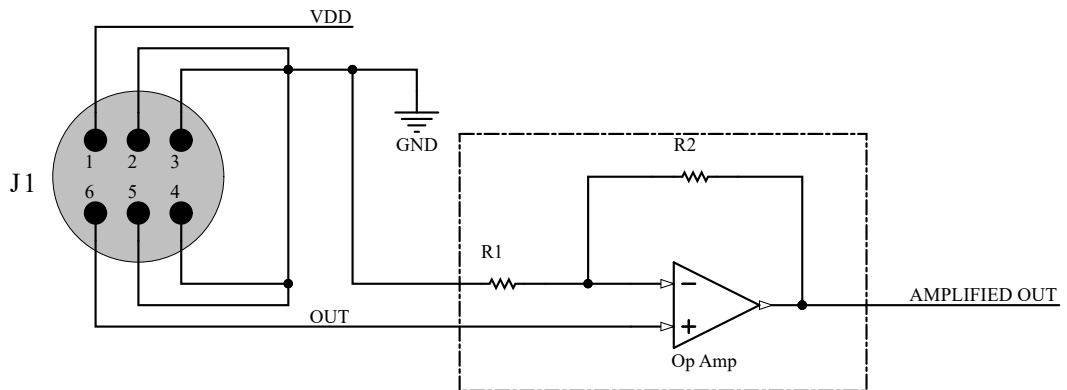 VDD
GND
R2
1
2
3
J1
6
5
4
R1
OUT
AMPLIFIED OUT
Op Amp